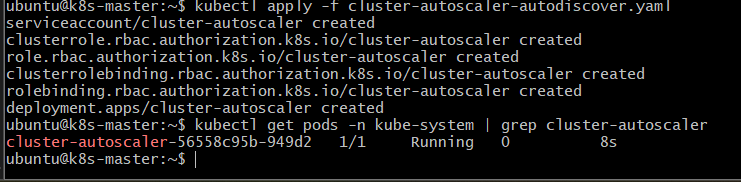 ubuntu@k8s-master:~$ kubectl apply -f cluster-autoscaler-autodiscover.yaml
serviceaccount/cluster-autoscaler created
clusterrole.rbac.authorization.k8s.io/cluster-autoscaler created
role.rbac.authorization.k8s.io/cluster-autoscaler created
clusterrolebinding.rbac.authorization.k8s.io/cluster-autoscaler created
rolebinding.rbac.authorization.k8s.io/cluster-autoscaler created
deployment.apps/cluster-autoscaler created
ubuntu@k8s-master:~$ kubectl get pods -n kube-system | grep cluster-autoscaler
cluster-autoscaler-56558c95b-949d2   1/1     Running   0          8s
ubuntu@k8s-master:~$